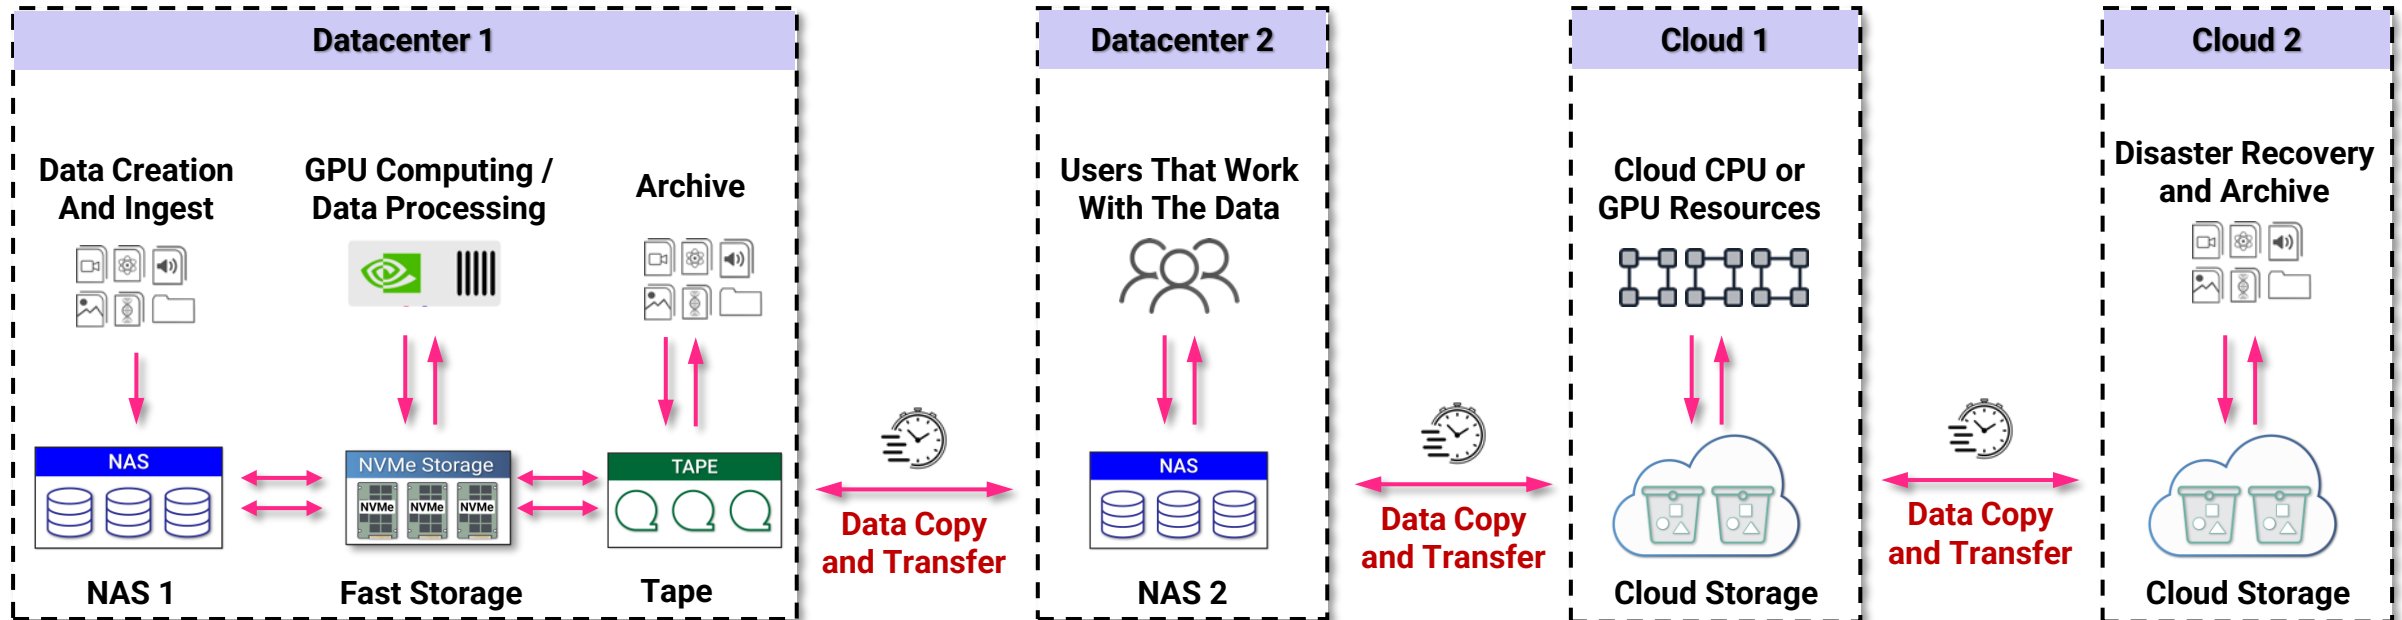 Datacenter 1
Data Creation
And Ingest
GPU Computing /
Data Processing
Archive
NAS
NVMe Storage
NVMe
NVMe
NVMe
TAPE
NAS 1
Fast Storage
Tape
Data Copy
and Transfer
Datacenter 2
Users That Work
With The Data
NAS
NAS 2
Data Copy
and Transfer
Cloud 1
Cloud CPU or
GPU Resources
Cloud Storage
Data Copy
and Transfer
Cloud 2
Disaster Recovery
and Archive
Cloud Storage